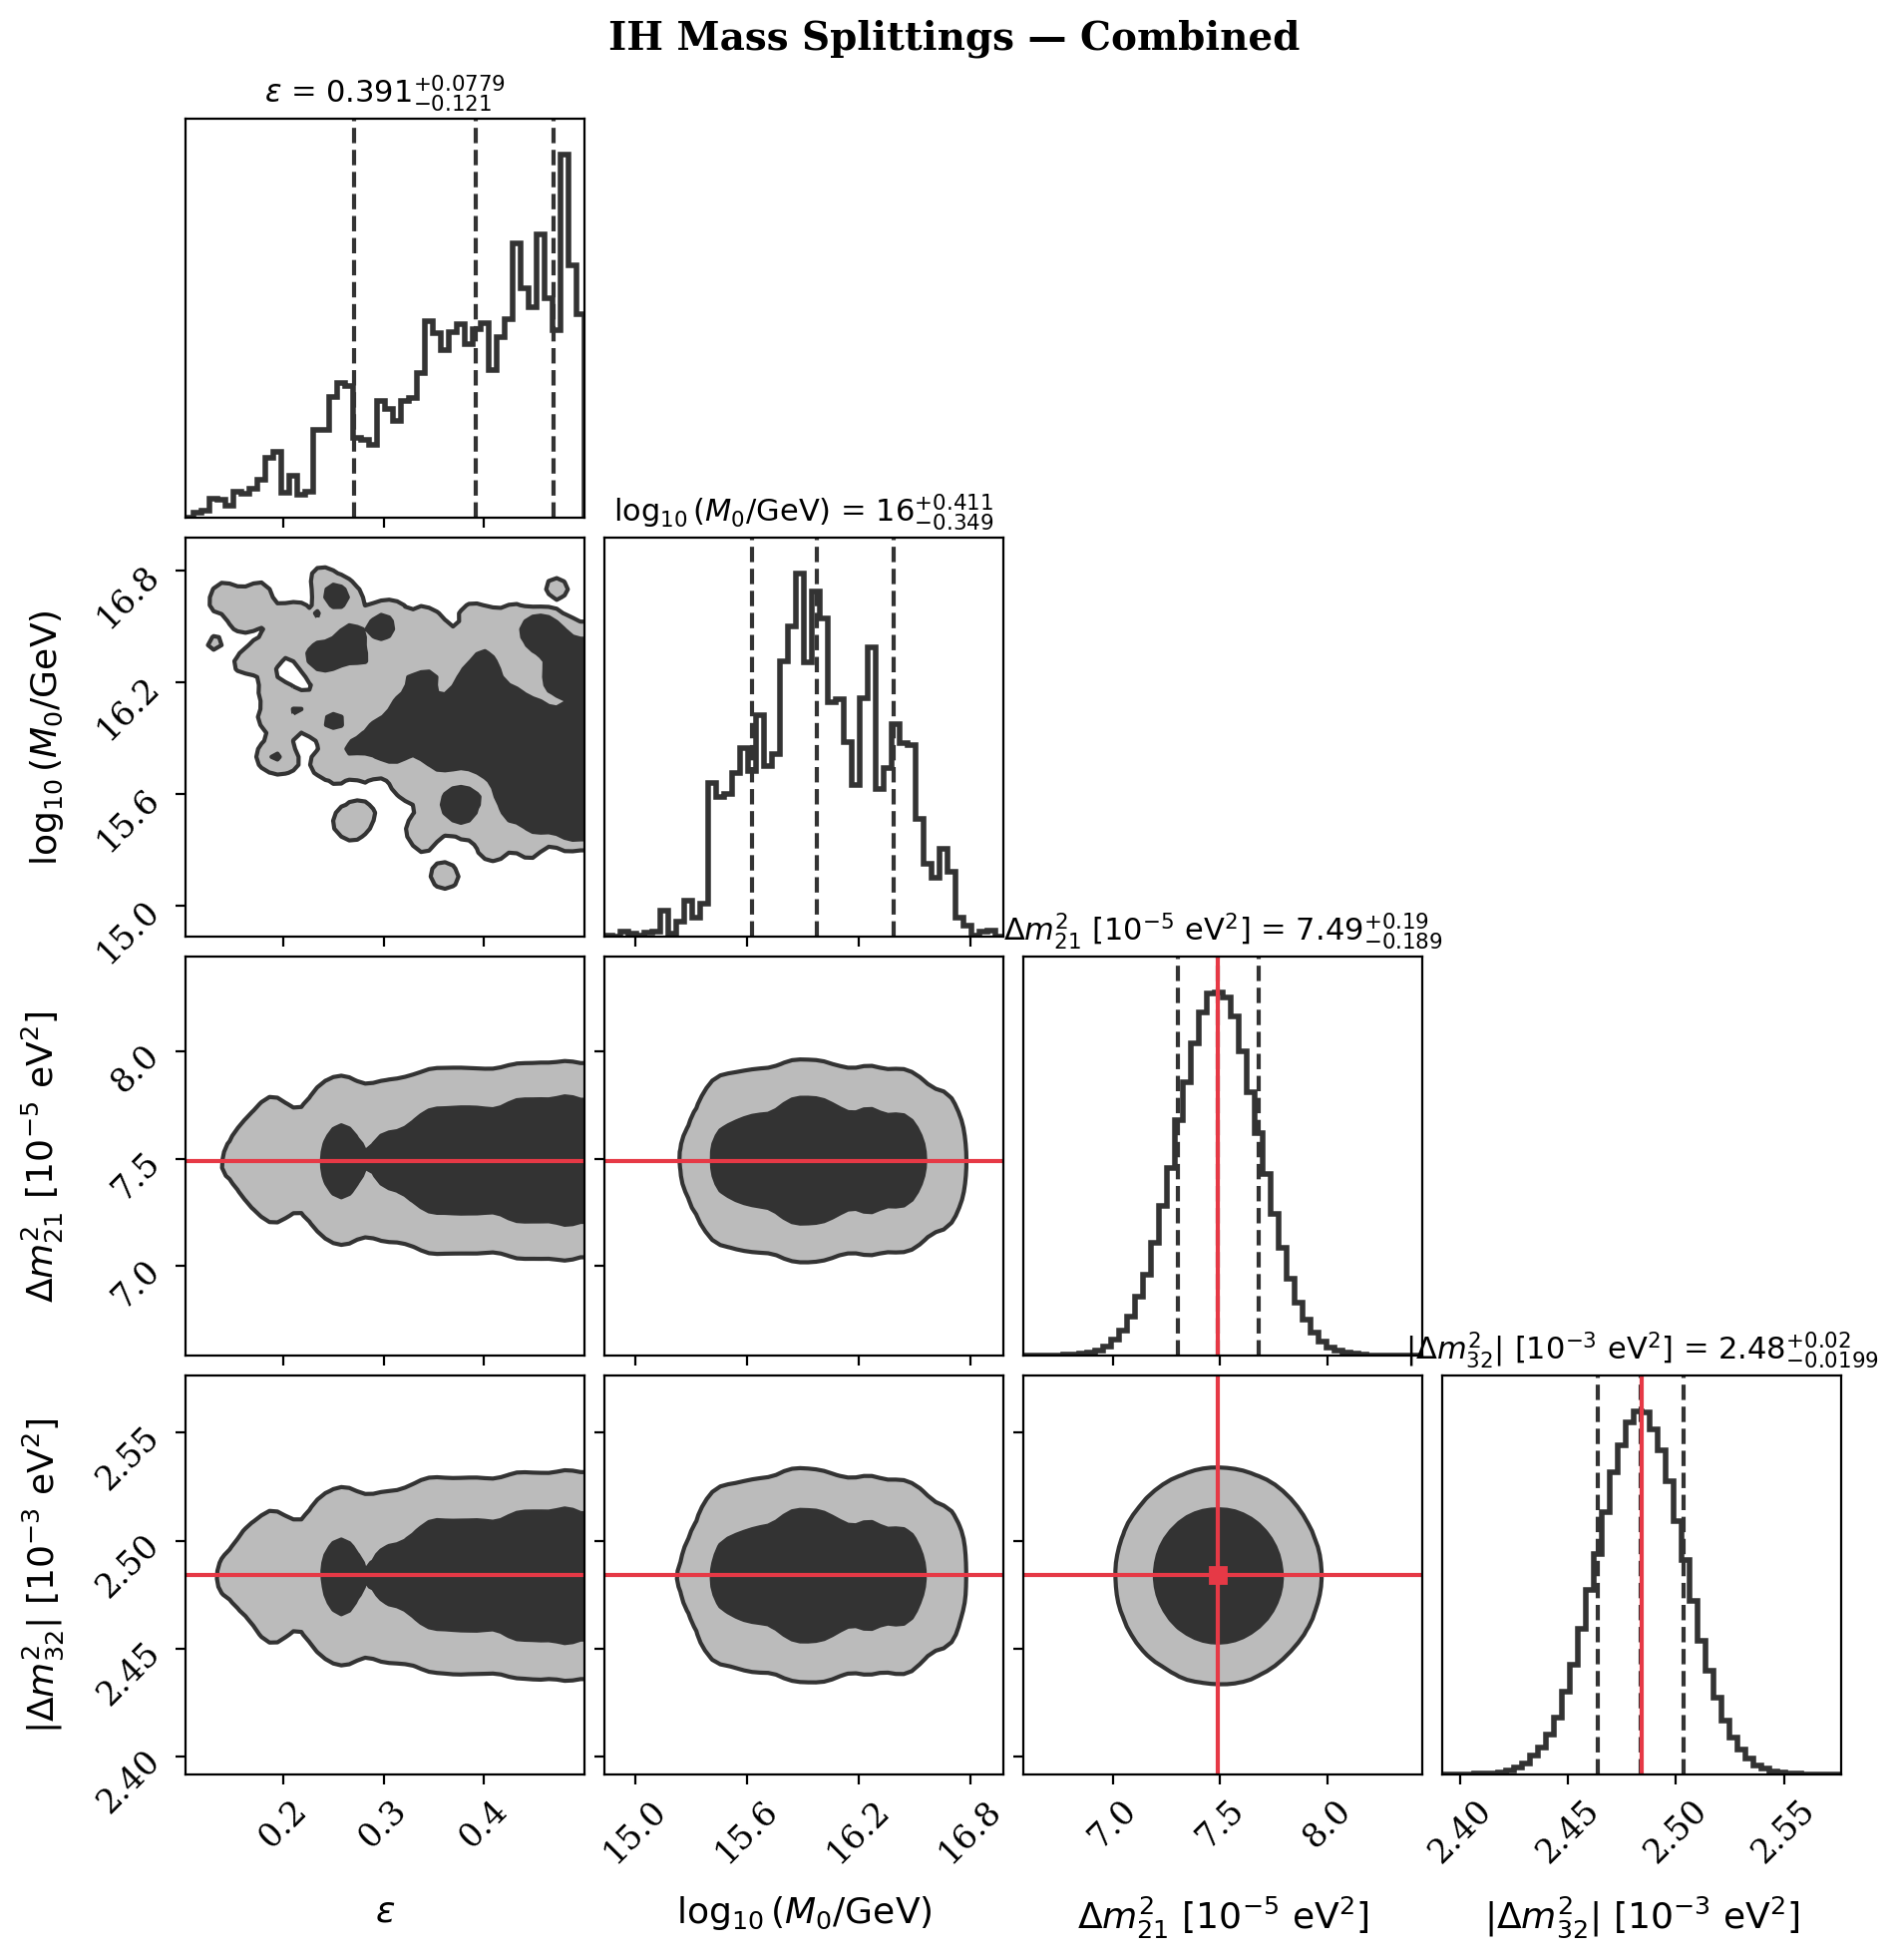 IH Mass Splittings — Combined
ε = 0.391+0.0779 −0.121
log10 (M0/GeV) = 16+0.411 −0.349
16.8
16.2
15.6
15.0
log10 (M0/GeV)
Δm²21 [10⁻⁵ eV²] = 7.49+0.19 −0.189
8.0
7.5
7.0
Δm²21 [10⁻⁵ eV²]
|Δm²32| [10⁻³ eV²] = 2.48+0.02 −0.0199
2.55
2.50
2.45
2.40
|Δm²32| [10⁻³ eV²]
0.2 0.3 0.4 15.0 15.6 16.2 16.8 7.0 7.5 8.0 2.40 2.45 2.50 2.55
ε log10 (M0/GeV) Δm²21 [10⁻⁵ eV²] |Δm²32| [10⁻³ eV²]